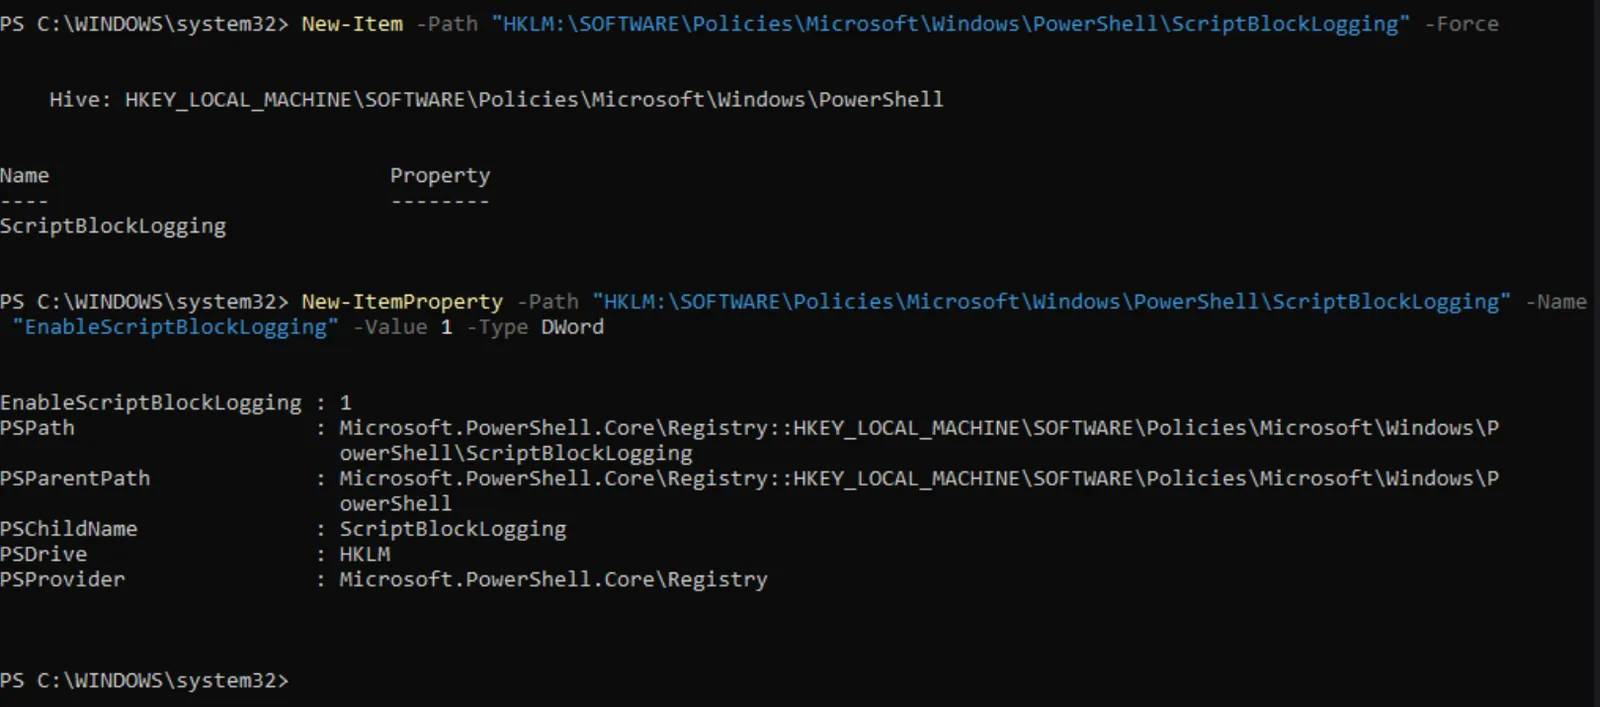 PS C:\WINDOWS\system32> New-Item -Path "HKLM:\SOFTWARE\Policies\Microsoft\Windows\PowerShell\ScriptBlockLogging" -Force
Hive: HKEY_LOCAL_MACHINE\SOFTWARE\Policies\Microsoft\Windows\PowerShell
Name                           Property
----                           --------
ScriptBlockLogging
PS C:\WINDOWS\system32> New-ItemProperty -Path "HKLM:\SOFTWARE\Policies\Microsoft\Windows\PowerShell\ScriptBlockLogging" -Name
"EnableScriptBlockLogging" -Value 1 -Type DWord
EnableScriptBlockLogging : 1
PSPath                   : Microsoft.PowerShell.Core\Registry::HKEY_LOCAL_MACHINE\SOFTWARE\Policies\Microsoft\Windows\P
owerShell\ScriptBlockLogging
PSParentPath             : Microsoft.PowerShell.Core\Registry::HKEY_LOCAL_MACHINE\SOFTWARE\Policies\Microsoft\Windows\P
owerShell
PSChildName              : ScriptBlockLogging
PSDrive                  : HKLM
PSProvider               : Microsoft.PowerShell.Core\Registry
PS C:\WINDOWS\system32>